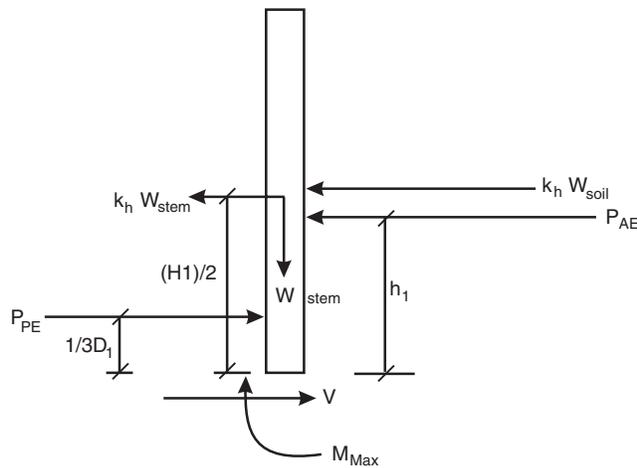 k_h W_soil
k_h W_stem
P_AE
(H1)/2
h_1
W_stem
P_PE
1/3D_1
V
M_Max